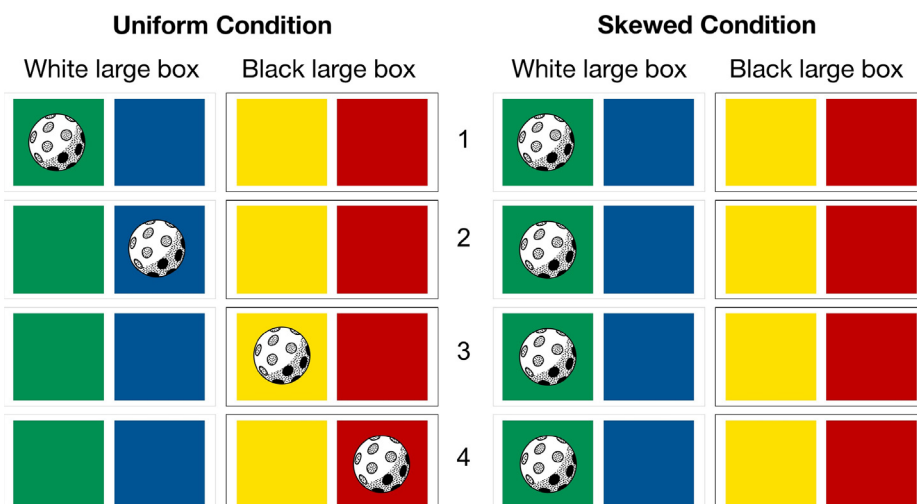 Uniform Condition
Skewed Condition
White large box
Black large box
White large box
Black large box
1
2
3
4